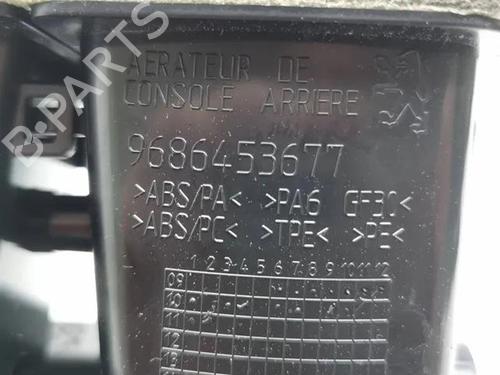 AERATEUR DE
CONSOLE ARRIERE
9686453677
>ABS/PA< >PA6 GF30<
>ABS/PC< >TPE< >PE<
1 2 3 4 5 6 7 8 9 10 11 12
09
10
11
12
13
B-PARTS